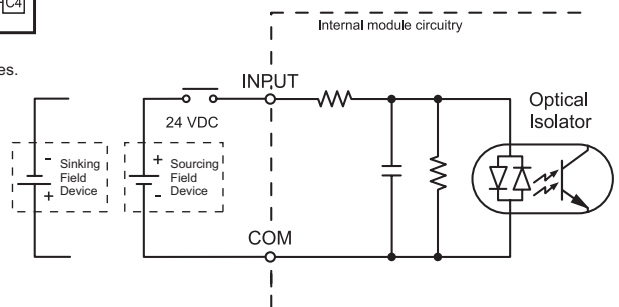 C4
es.
Internal module circuitry
INPUT
24 VDC
Optical
Isolator
- Sinking
Field
Device
+
+ Sourcing
Field
Device
-
COM